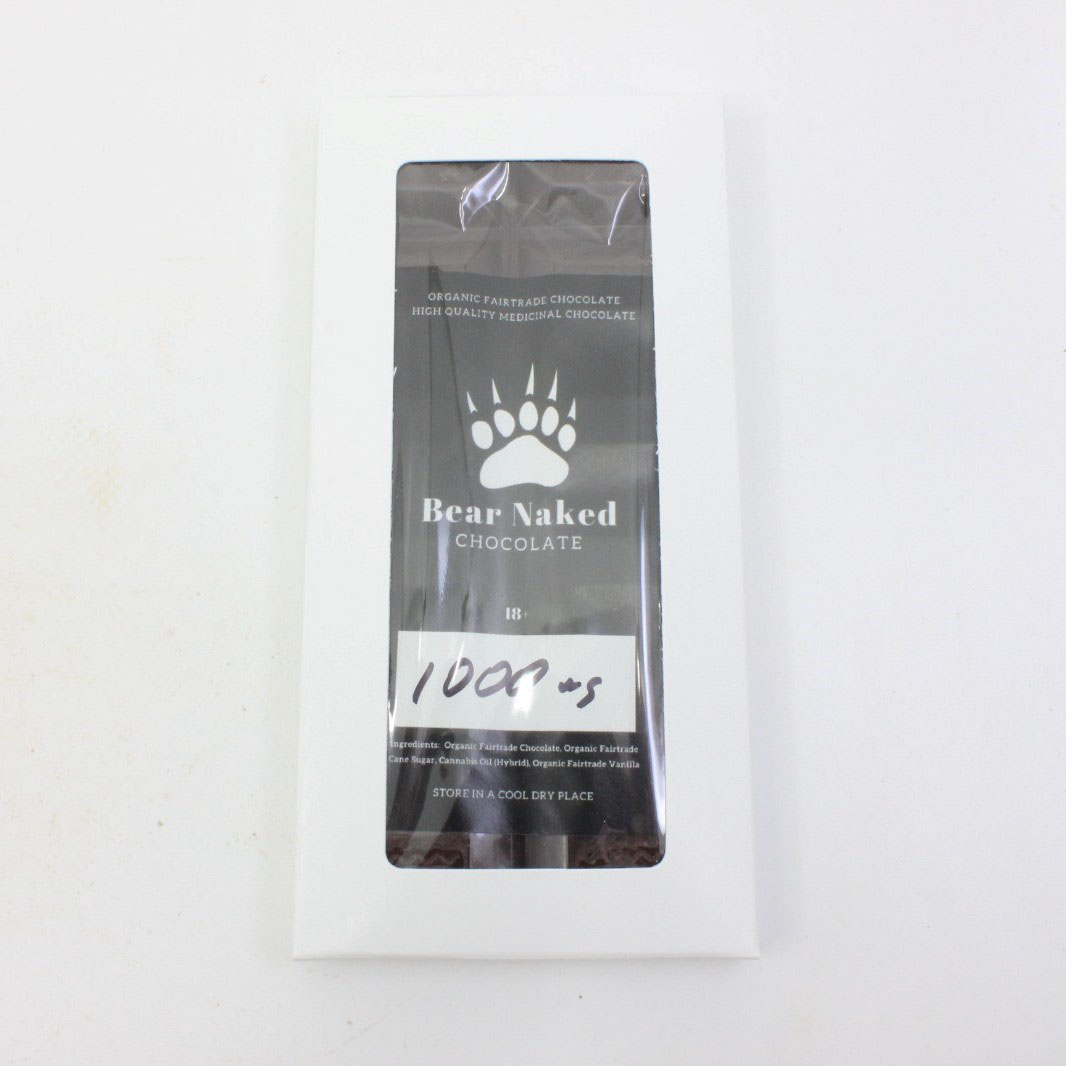 ORGANIC FAIRTRADE CHOCOLATE
HIGH QUALITY MEDICINAL CHOCOLATE
Bear Naked
CHOCOLATE
18+
1000 mg
Ingredients: Organic Fairtrade Chocolate, Organic Fairtrade
Cane Sugar, Cannabis Oil (Hybrid), Organic Fairtrade Vanilla
STORE IN A COOL DRY PLACE